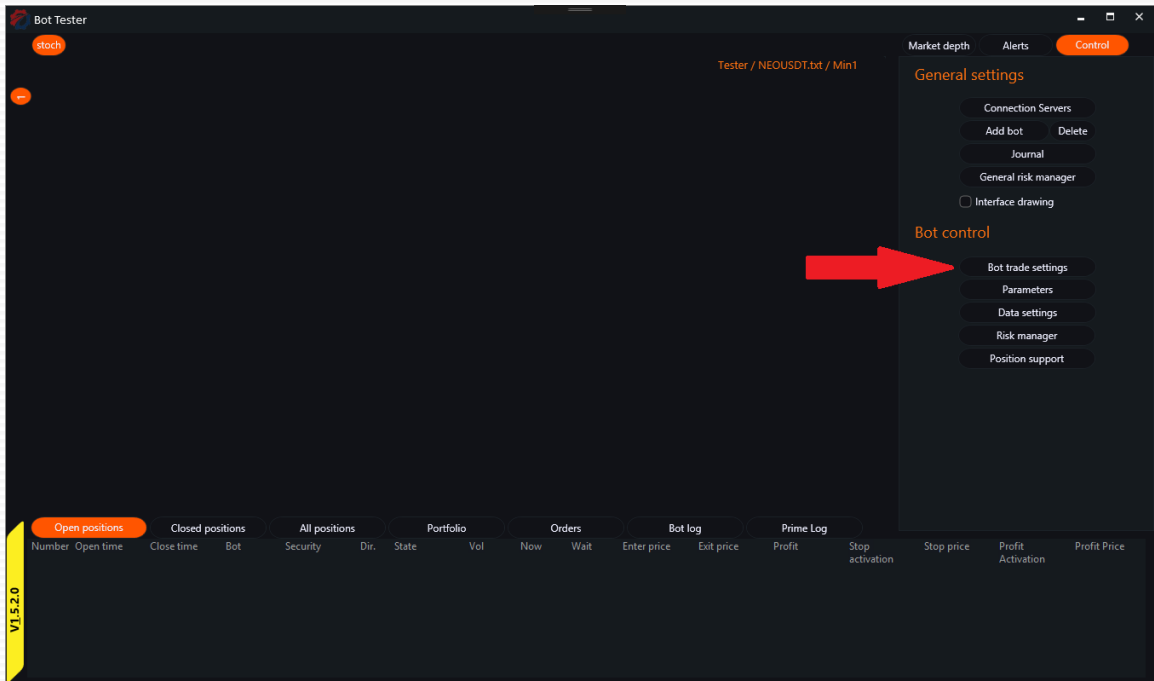 Bot Tester
stoch
Market depth Alerts Control
Tester / NEOUSDT.txt / Min1
General settings
1
Connection Servers
Add bot Delete
Journal
General risk manager
Interface drawing
Bot control
Bot trade settings
Parameters
Data settings
Risk manager
Position support
Open positions Closed positions All positions Portfolio Orders Bot log Prime Log
Number Open time Close time Bot Security Dir. State Vol Now Wait Enter price Exit price Profit Stop activation Stop price Profit Activation Profit Price
V1.5.2.0